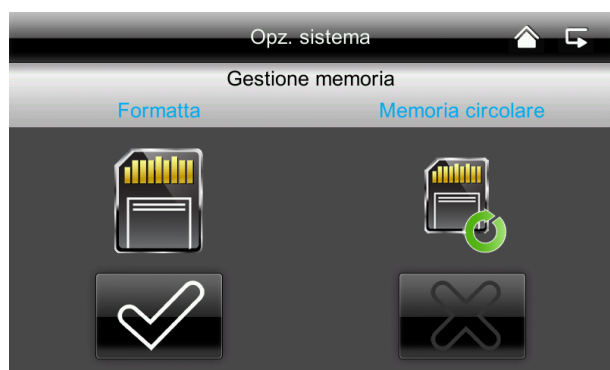 Opz. sistema
Gestione memoria
Formatta Memoria circolare